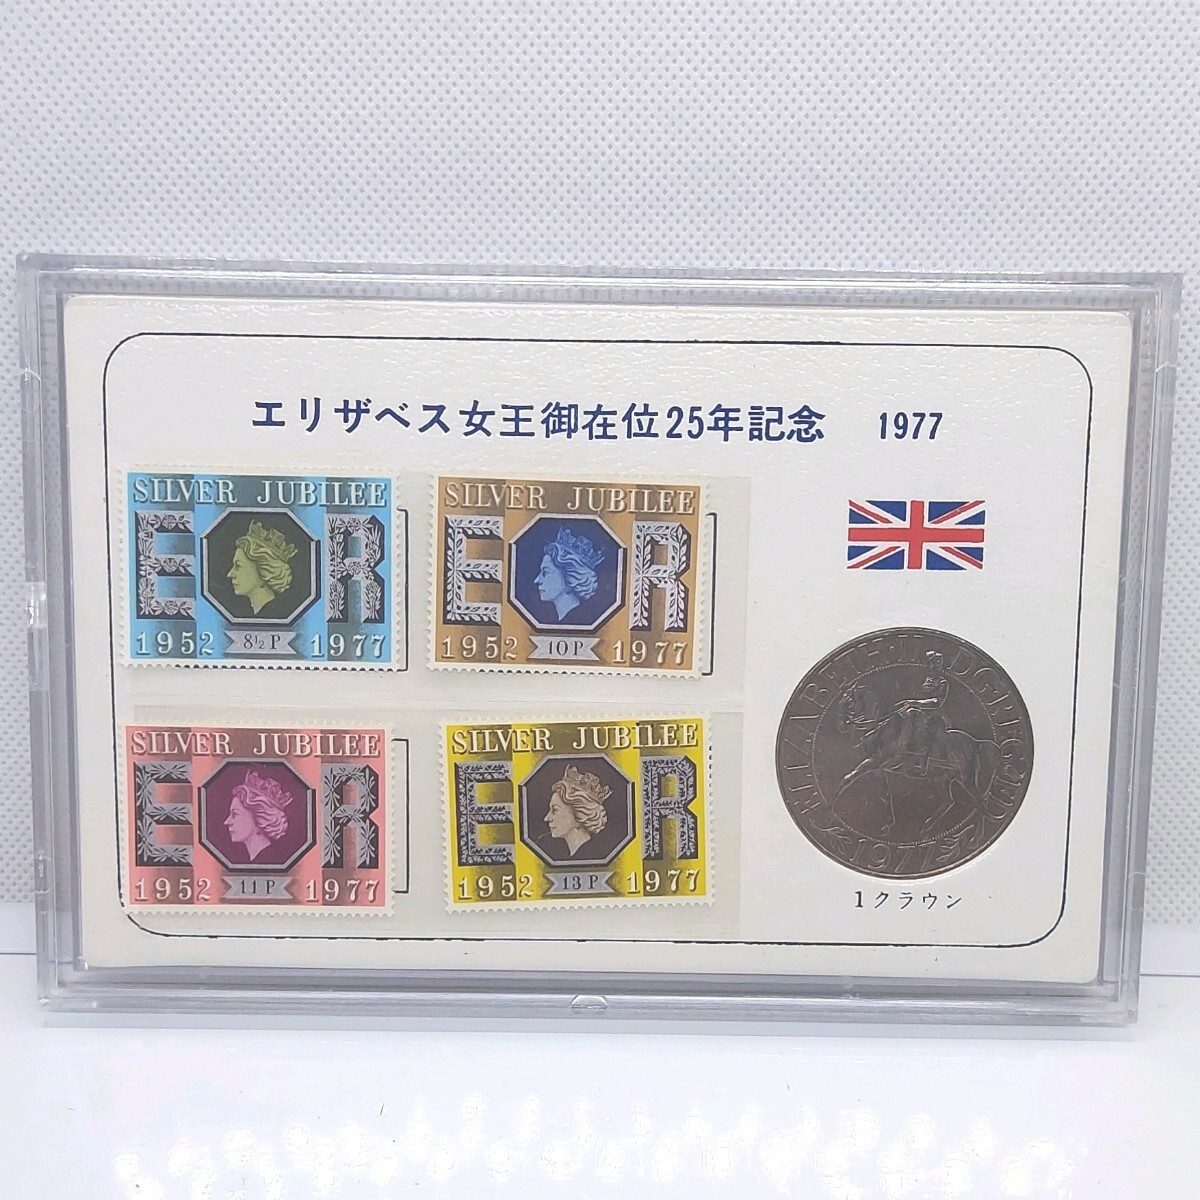 エリザベス女王御在位25年記念 1977
SILVER JUBILEE
E R
1952 8½P 1977
SILVER JUBILEE
E R
1952 10P 1977
SILVER JUBILEE
E R
1952 11P 1977
SILVER JUBILEE
E R
1952 13P 1977
ELIZABETH·II D·G·REG·F·D
1977
1クラウン